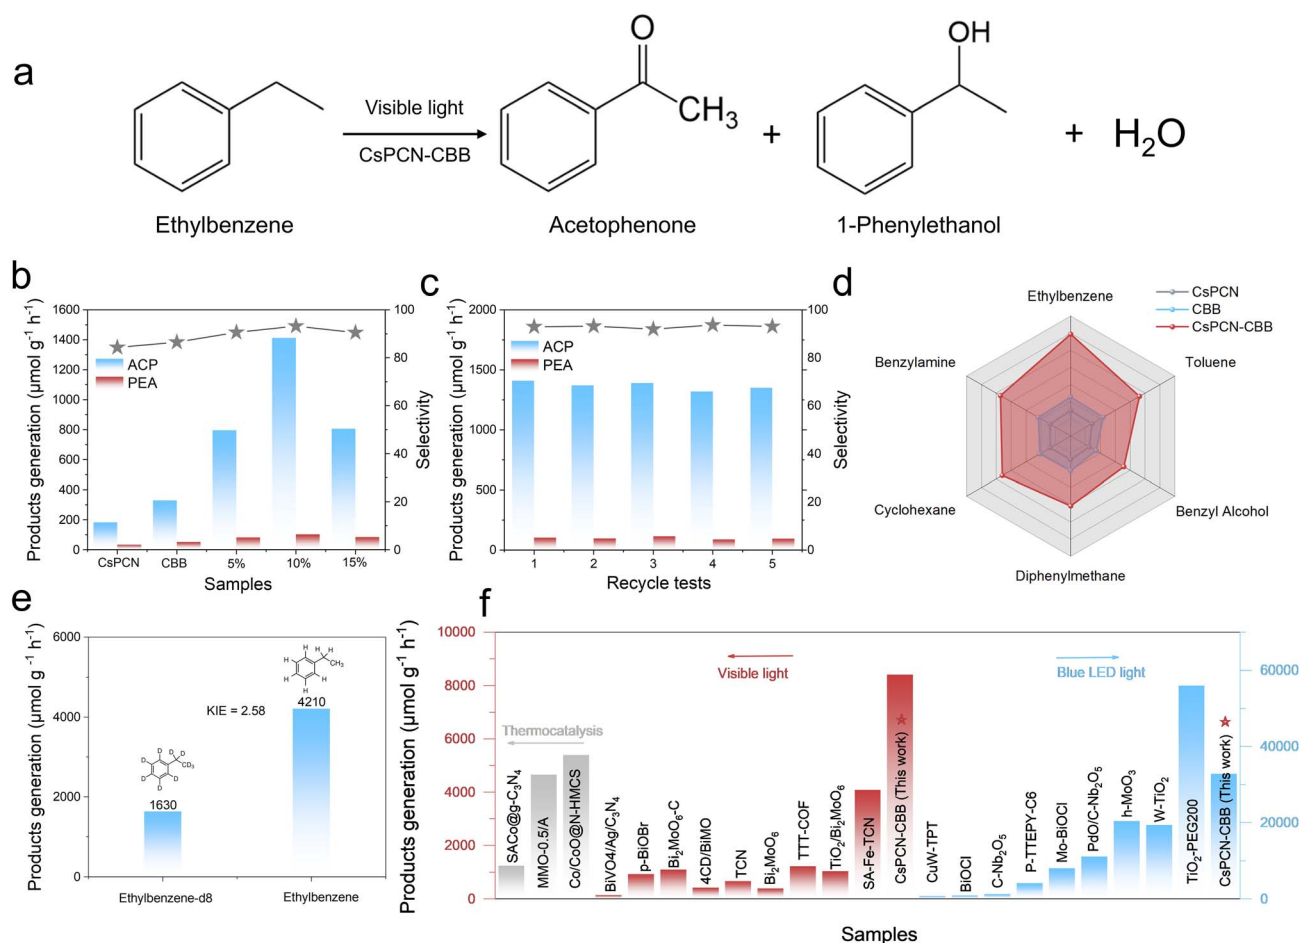 a
O
CH3
OH
Visible light
CsPCN-CBB
+
+
H2O
Ethylbenzene
Acetophenone
1-Phenylethanol
b
Products generation (μmol g-1 h-1)
1600
1400
1200
1000
800
600
400
200
0
ACP
PEA
100
80
60
40
20
0
Selectivity
CsPCN CBB 5% 10% 15%
Samples
c
Products generation (μmol g-1 h-1)
2000
1500
1000
500
0
ACP
PEA
100
80
60
40
20
0
Selectivity
1 2 3 4 5
Recycle tests
d
CsPCN
CBB
CsPCN-CBB
Ethylbenzene
Toluene
Benzyl Alcohol
Diphenylmethane
Cyclohexane
Benzylamine
e
Products generation (μmol g-1 h-1)
6000
4000
2000
0
D D D D D D CD3
1630
KIE = 2.58
H H H H H H H CH3
4210
Ethylbenzene-d8 Ethylbenzene
f
Products generation (μmol g-1 h-1)
10000
8000
6000
4000
2000
0
Thermocatalysis
Visible light
Blue LED light
60000
40000
20000
0
SACo@g-C3N4
MMO-0.5/A
Co/CoO@N-HMCS
BiVO4/Ag/C3N4
p-BiOBr
Bi2MoO6-C
4CD/BiMO
TCN
Bi2MoO6
TTT-COF
TiO2/Bi2MoO6
SA-Fe-TCN
CsPCN-CBB (This work)
CuW-TPT
BiOCl
C-Nb2O5
P-TTEPY-C6
Mo-BiOCl
PdO/C-Nb2O5
h-MoO3
W-TiO2
TiO2-PEG200
CsPCN-CBB (This work)
Samples